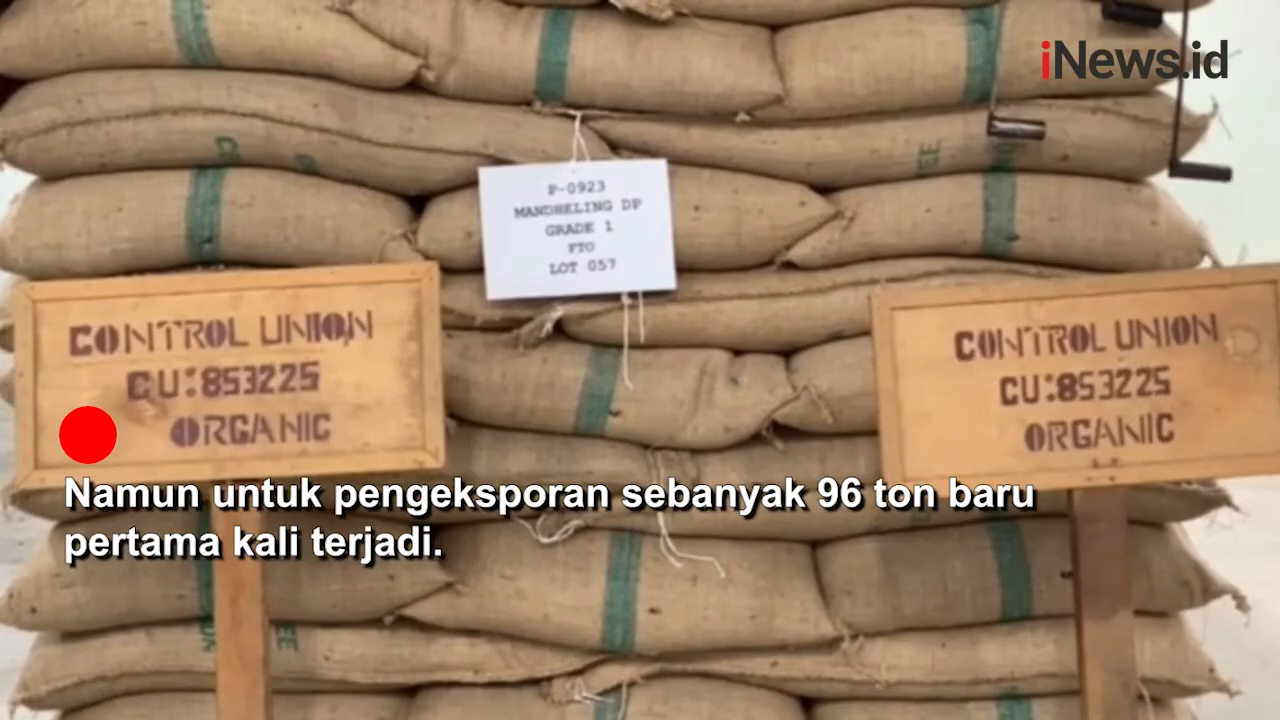 iNews.id
P-0923
MANDHELING DP
GRADE 1
FTO
LOT 057
CONTROL UNION
CU:853225
ORGANIC
CONTROL UNION
CU:853225
ORGANIC
Namun untuk pengeksporan sebanyak 96 ton baru
pertama kali terjadi.